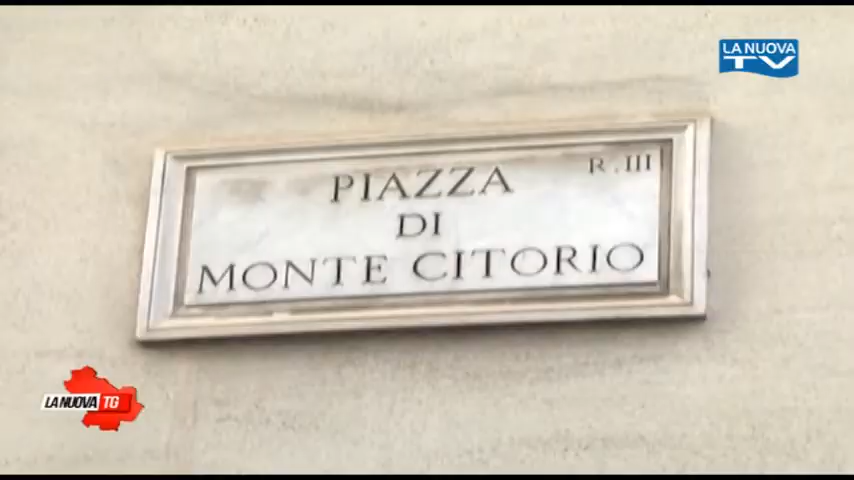 LA NUOVA
TV
R. III
PIAZZA
DI
MONTE CITORIO
LA NUOVA TG